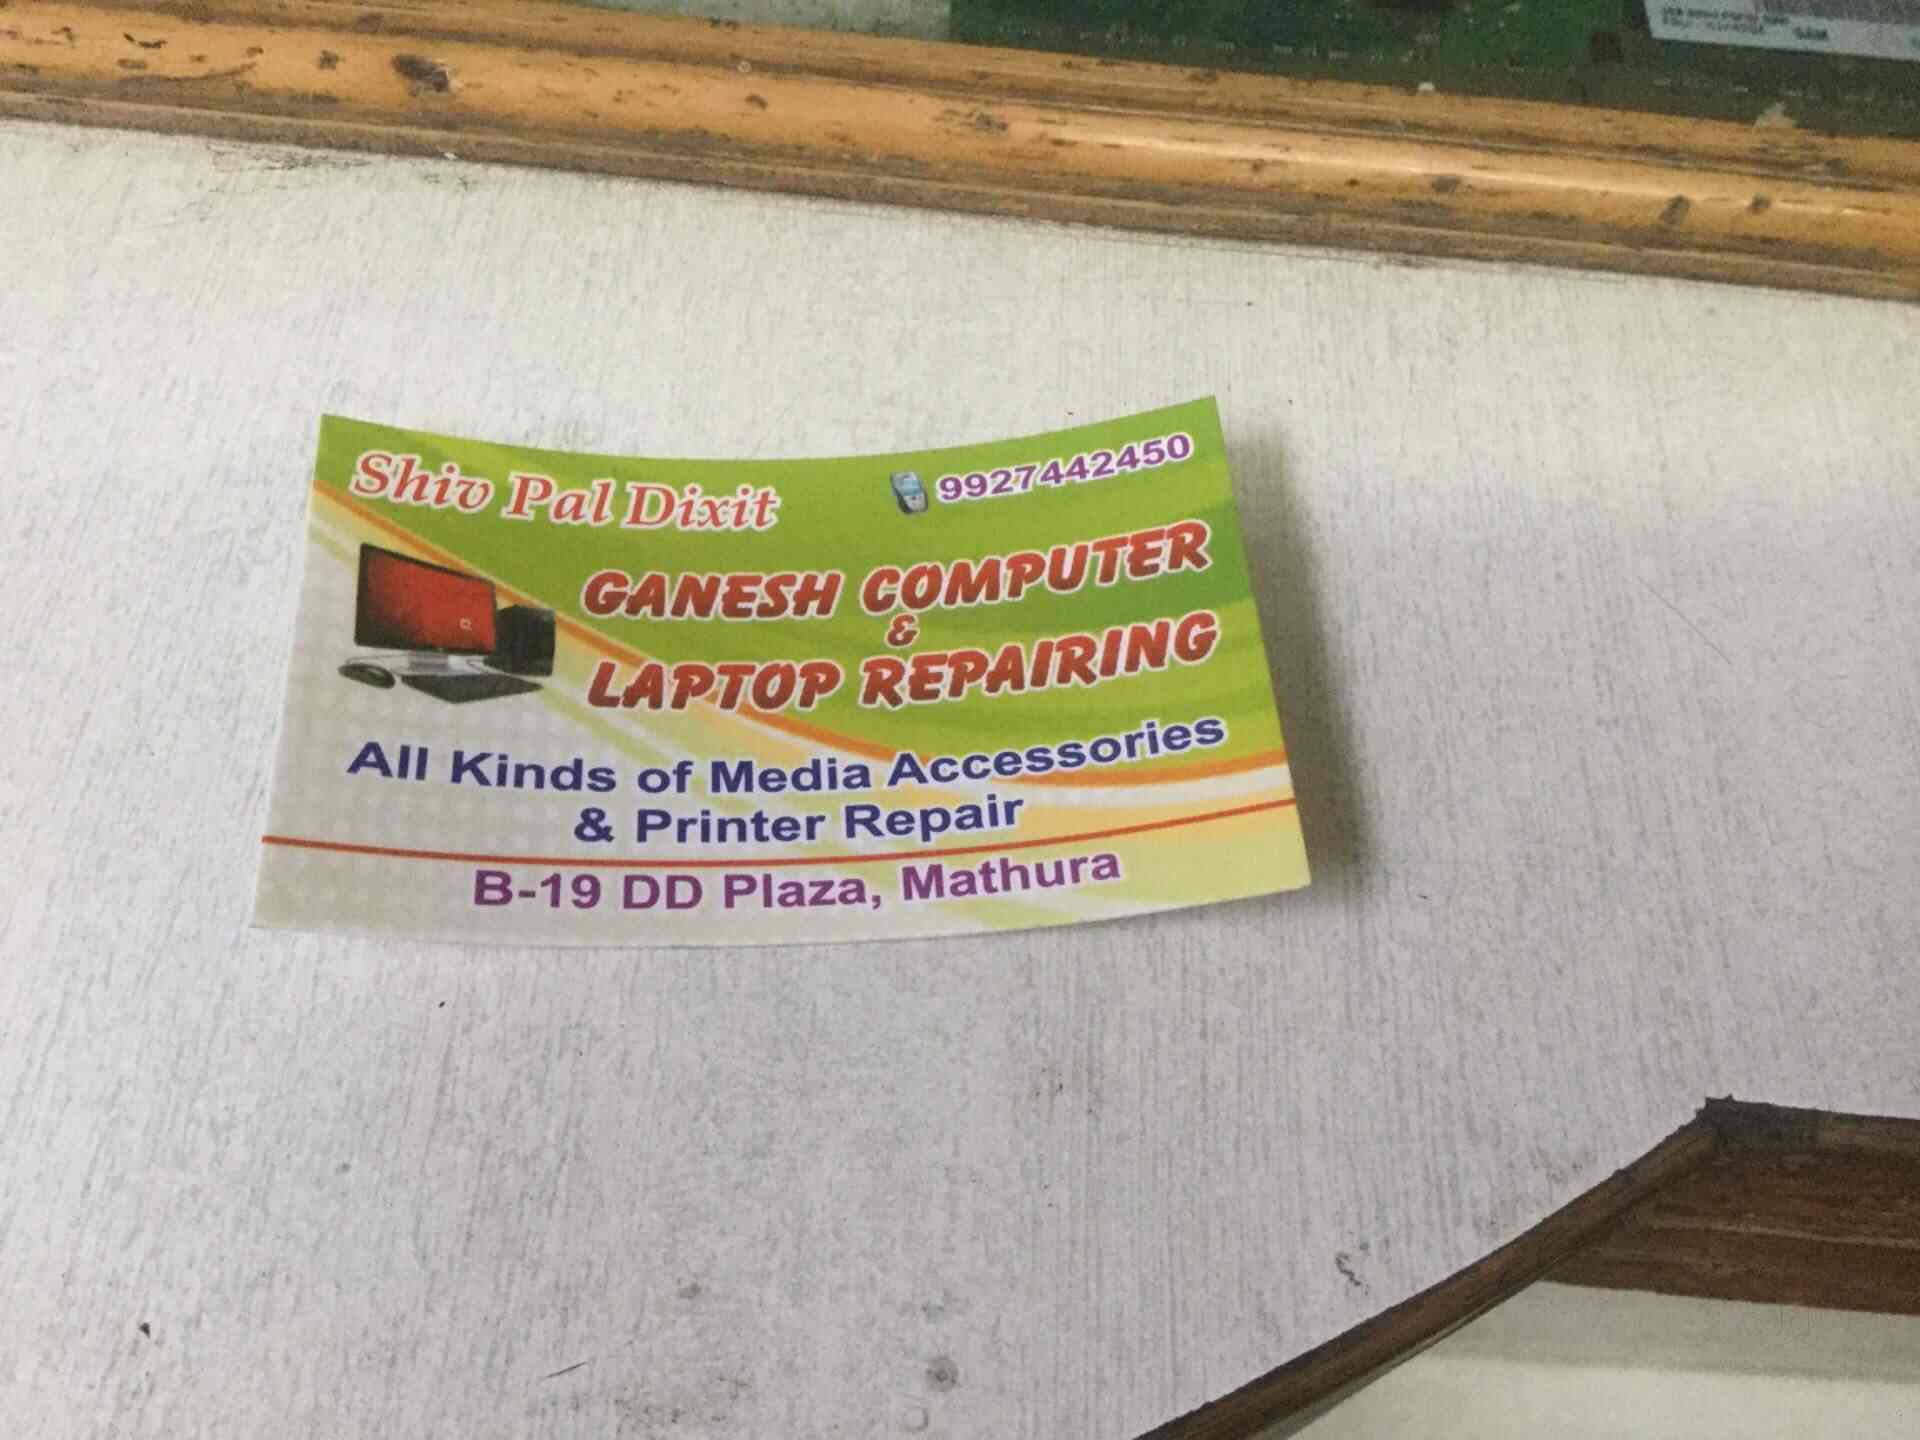 Shiv Pal Dixit
9927442450
GANESH COMPUTER
&
LAPTOP REPAIRING
All Kinds of Media Accessories
& Printer Repair
B-19 DD Plaza, Mathura